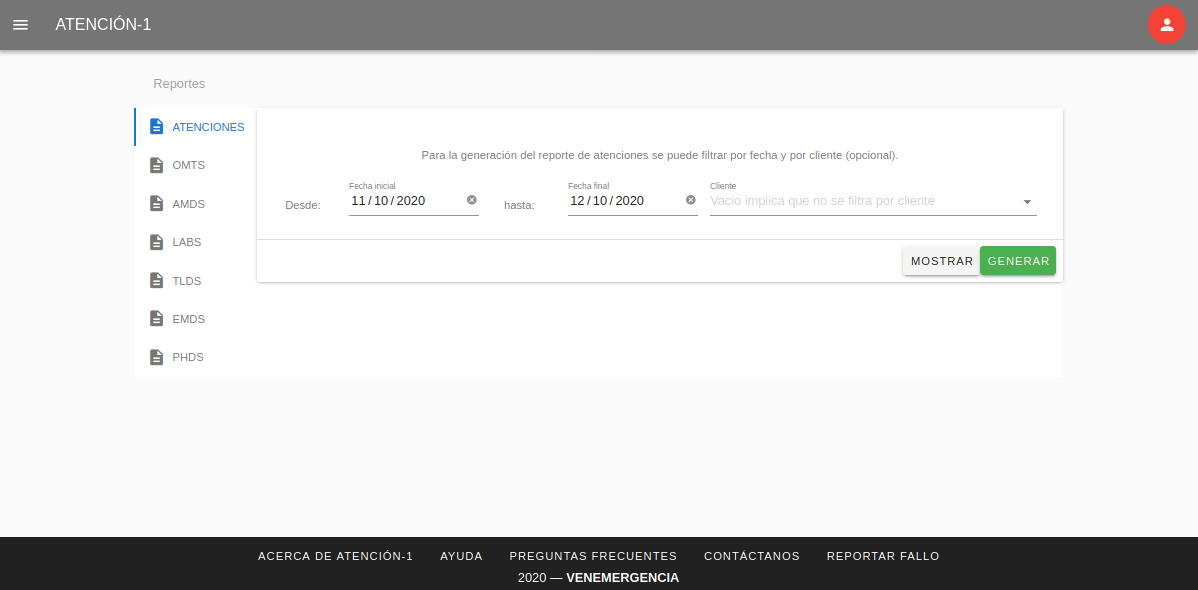 ATENCIÓN-1
Reportes
ATENCIONES
OMTS
AMDS
LABS
TLDS
EMDS
PHDS
Para la generación del reporte de atenciones se puede filtrar por fecha y por cliente (opcional).
Desde:
Fecha inicial
11/10/2020
hasta:
Fecha final
12/10/2020
Cliente
Vacio implica que no se filtra por cliente
MOSTRAR
GENERAR
ACERCA DE ATENCIÓN-1 AYUDA PREGUNTAS FRECUENTES CONTÁCTANOS REPORTAR FALLO
2020 — VENEMERGENCIA